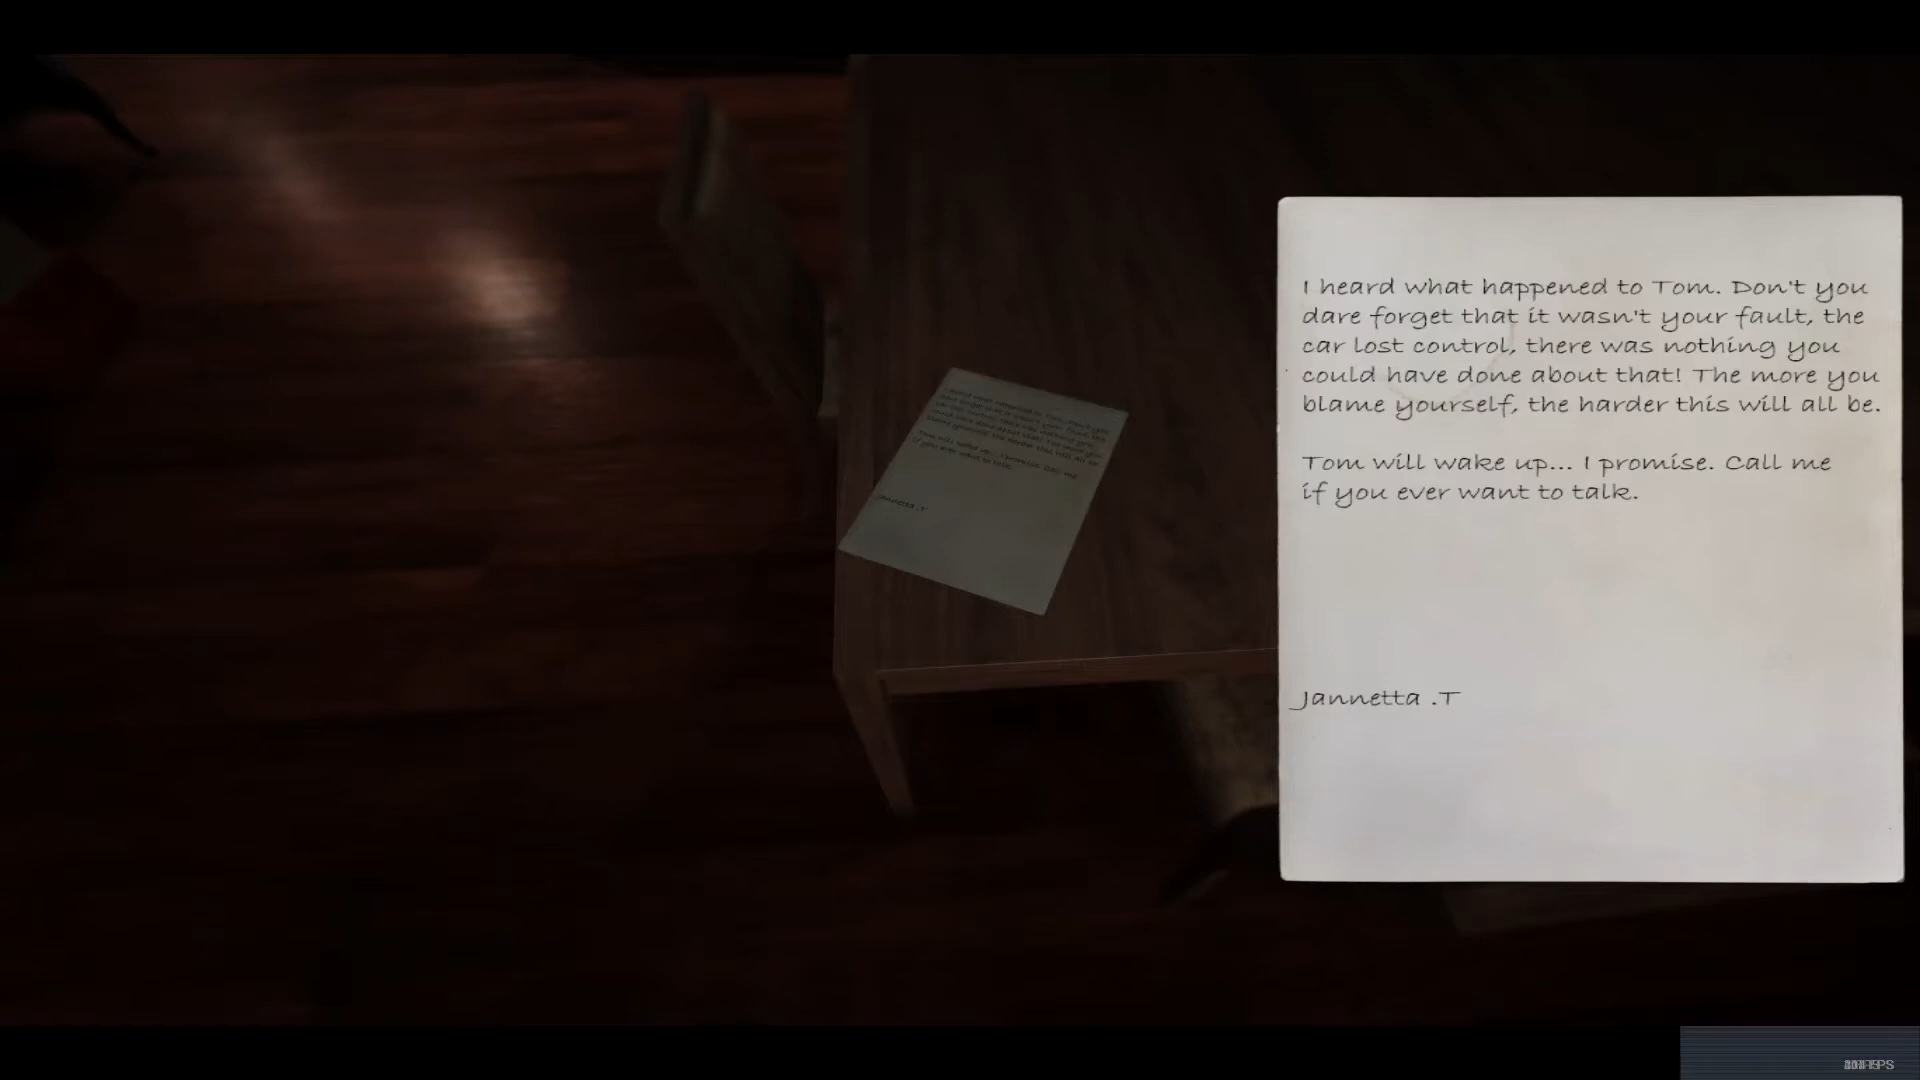 I heard what happened to Tom. Don't you
dare forget that it wasn't your fault, the
car lost control, there was nothing you
could have done about that! The more you
blame yourself, the harder this will all be.
Tom will wake up... I promise. Call me
if you ever want to talk.
Jannetta .T